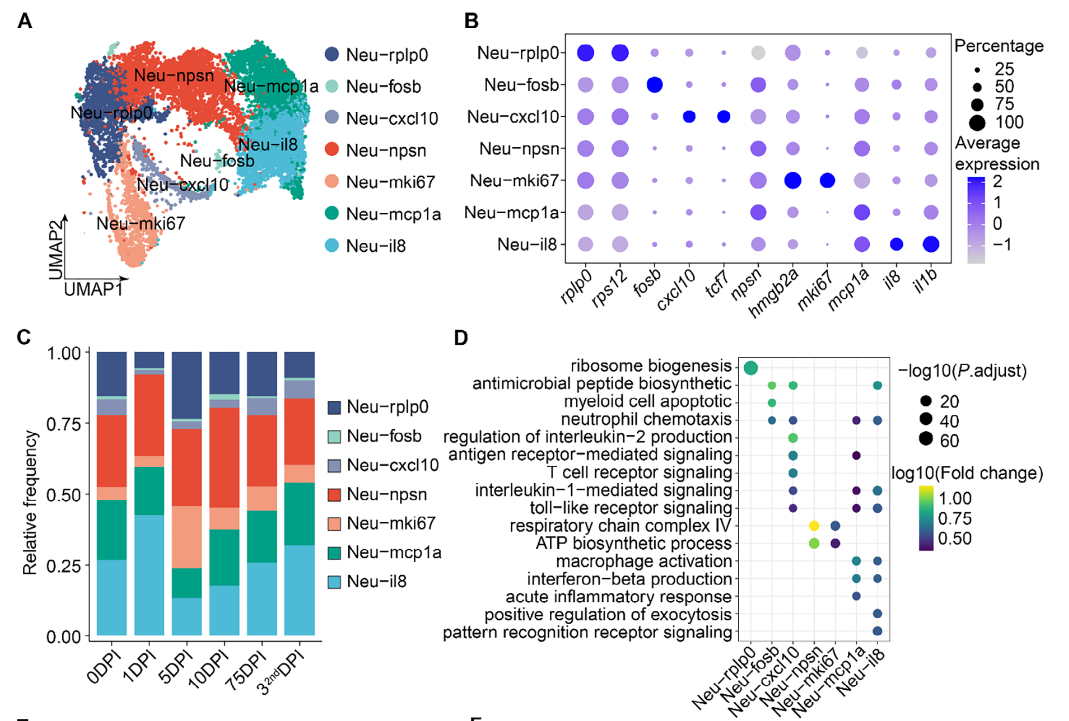 A
Neu−npsn
Neu−mcp1a
Neu−rplp0
Neu−il8
Neu−fosb
Neu−cxcl10
Neu−mki67
UMAP2
UMAP1
Neu−rplp0
Neu−fosb
Neu−cxcl10
Neu−npsn
Neu−mki67
Neu−mcp1a
Neu−il8
B
Neu−rplp0
Neu−fosb
Neu−cxcl10
Neu−npsn
Neu−mki67
Neu−mcp1a
Neu−il8
rplp0
rps12
fosb
cxcl10
tcf7
npsn
hmgb2a
mki67
mcp1a
il8
il1b
Percentage
25
50
75
100
Average
expression
2
1
0
−1
C
Relative frequency
1.00
0.75
0.50
0.25
0.00
0DPI
1DPI
5DPI
10DPI
75DPI
3²ⁿᵈDPI
Neu−rplp0
Neu−fosb
Neu−cxcl10
Neu−npsn
Neu−mki67
Neu−mcp1a
Neu−il8
D
ribosome biogenesis
antimicrobial peptide biosynthetic
myeloid cell apoptotic
neutrophil chemotaxis
regulation of interleukin−2 production
antigen receptor−mediated signaling
T cell receptor signaling
interleukin−1−mediated signaling
toll−like receptor signaling
respiratory chain complex IV
ATP biosynthetic process
macrophage activation
interferon−beta production
acute inflammatory response
positive regulation of exocytosis
pattern recognition receptor signaling
Neu−rplp0
Neu−fosb
Neu−cxcl10
Neu−npsn
Neu−mki67
Neu−mcp1a
Neu−il8
−log10(P.adjust)
20
40
60
log10(Fold change)
1.00
0.75
0.50